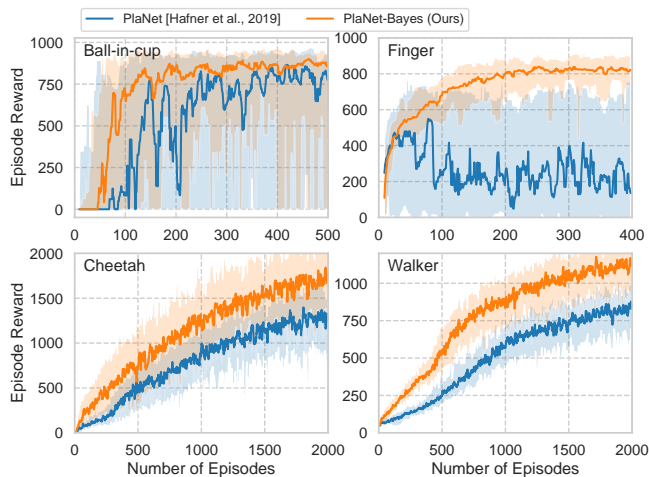 PlaNet [Hafner et al., 2019] PlaNet-Bayes (Ours)
Ball-in-cup
Episode Reward
1000
750
500
250
0
0 100 200 300 400 500
Finger
1000
800
600
400
200
0
0 100 200 300 400
Cheetah
Episode Reward
2000
1500
1000
500
0
0 500 1000 1500 2000
Number of Episodes
Walker
1000
750
500
250
0
0 500 1000 1500 2000
Number of Episodes